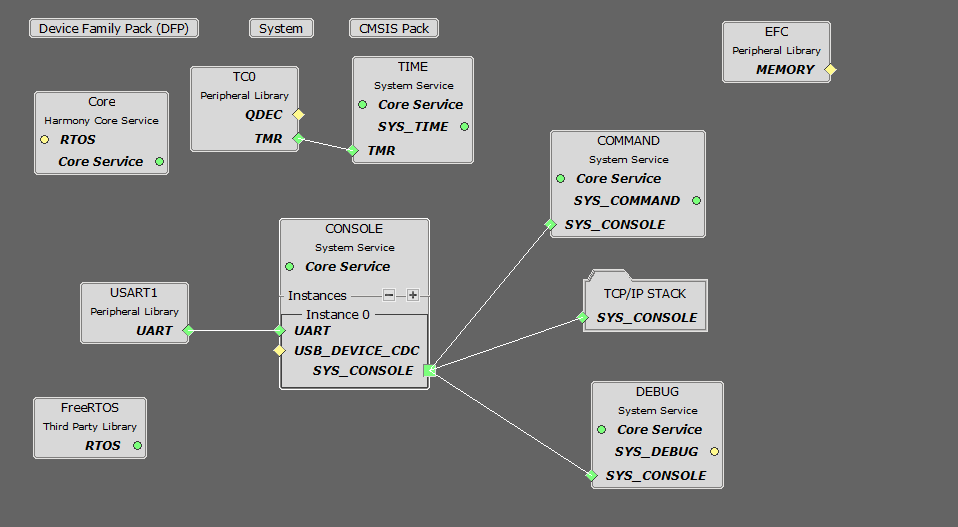 Device Family Pack (DFP)
System
CMSIS Pack
EFC
Peripheral Library
MEMORY
TC0
Peripheral Library
QDEC
TMR
TIME
System Service
Core Service
SYS_TIME
TMR
Core
Harmony Core Service
RTOS
Core Service
COMMAND
System Service
Core Service
SYS_COMMAND
SYS_CONSOLE
CONSOLE
System Service
Core Service
Instances
Instance 0
UART
USB_DEVICE_CDC
SYS_CONSOLE
USART1
Peripheral Library
UART
TCP/IP STACK
SYS_CONSOLE
FreeRTOS
Third Party Library
RTOS
DEBUG
System Service
Core Service
SYS_DEBUG
SYS_CONSOLE